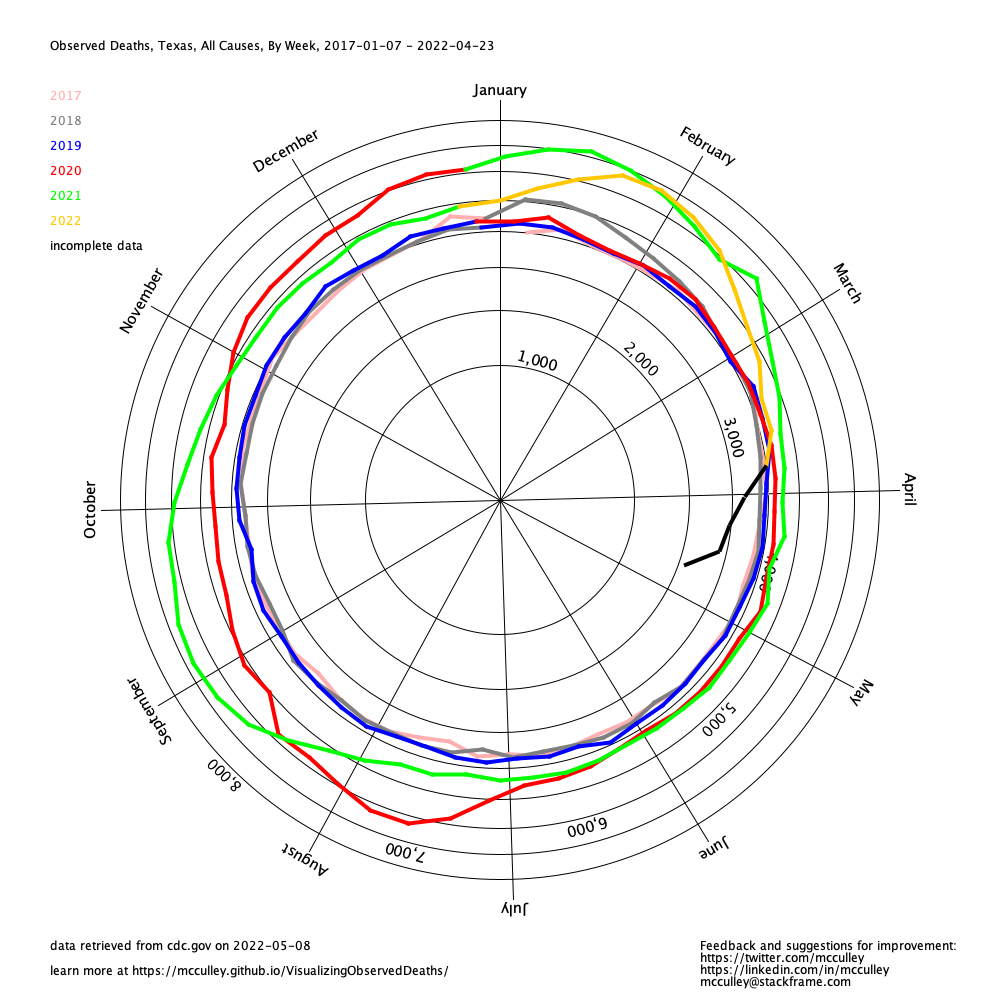 Observed Deaths, Texas, All Causes, By Week, 2017-01-07 - 2022-04-23
January
2017
2018
2019
2020
2021
2022
incomplete data
December
February
November
March
1,000
2,000
3,000
October
April
4,000
September
May
5,000
8,000
6,000
7,000
August
June
July
data retrieved from cdc.gov on 2022-05-08
learn more at https://mcculley.github.io/VisualizingObservedDeaths/
Feedback and suggestions for improvement:
https://twitter.com/mcculley
https://linkedin.com/in/mcculley
mcculley@stackframe.com